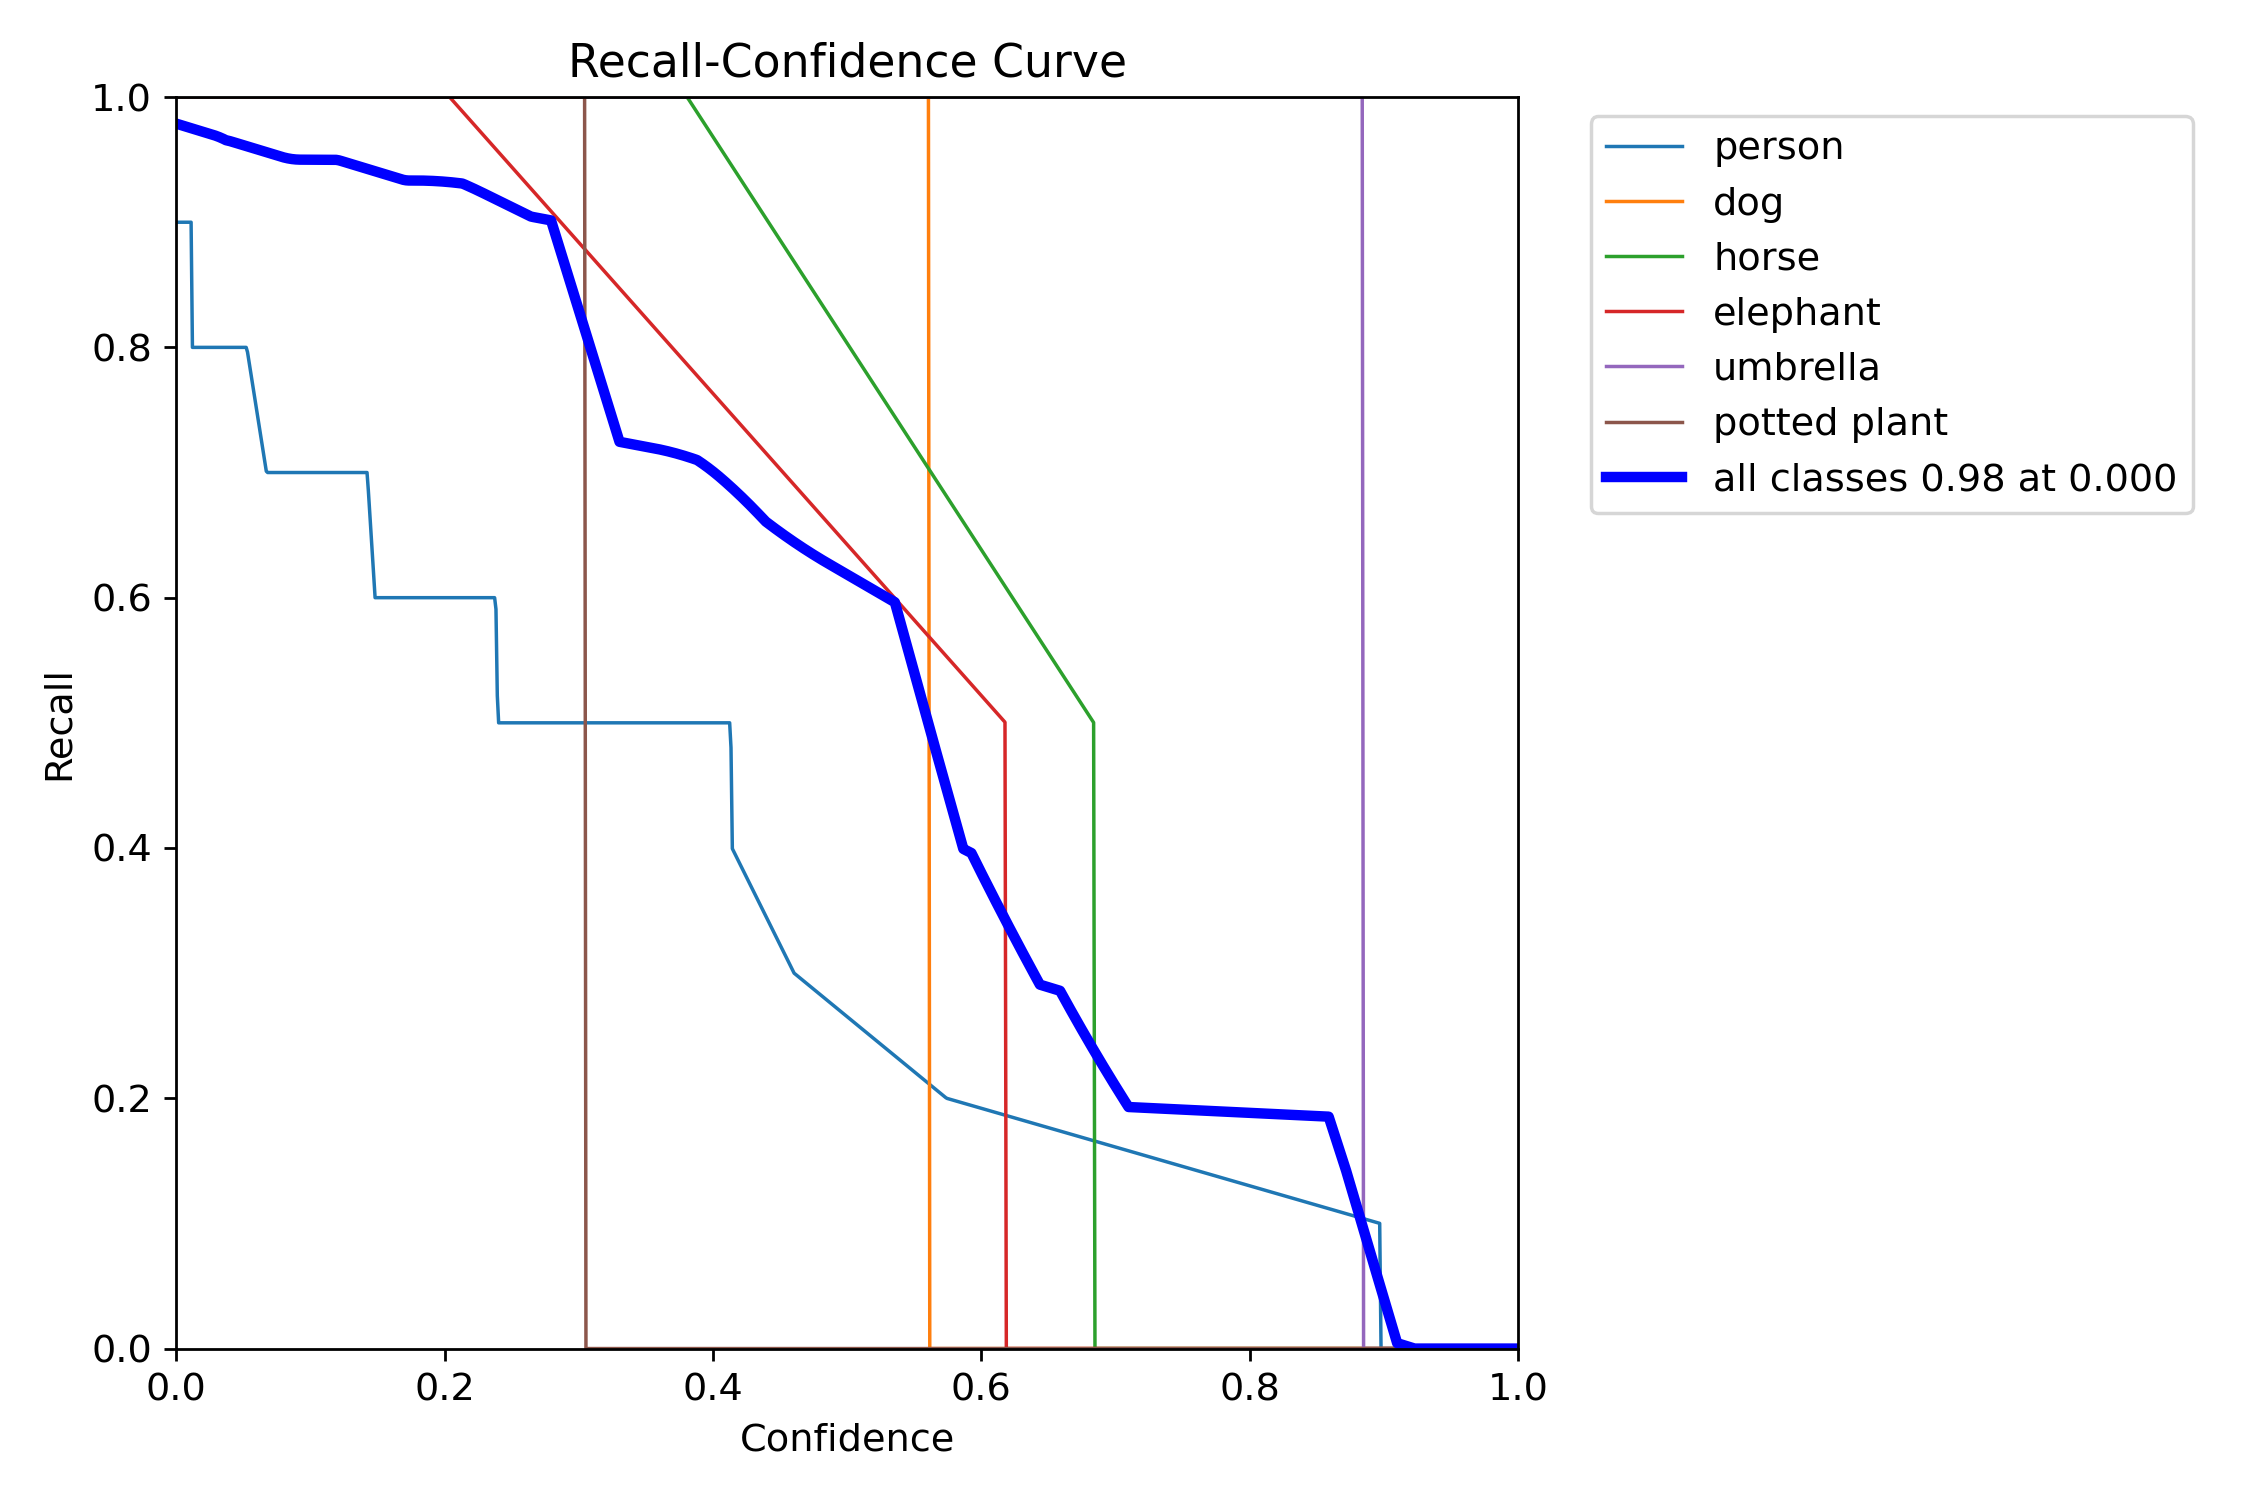 Recall-Confidence Curve
1.0
0.8
0.6
0.4
0.2
0.0
Recall
0.0 0.2 0.4 0.6 0.8 1.0
Confidence
person
dog
horse
elephant
umbrella
potted plant
all classes 0.98 at 0.000